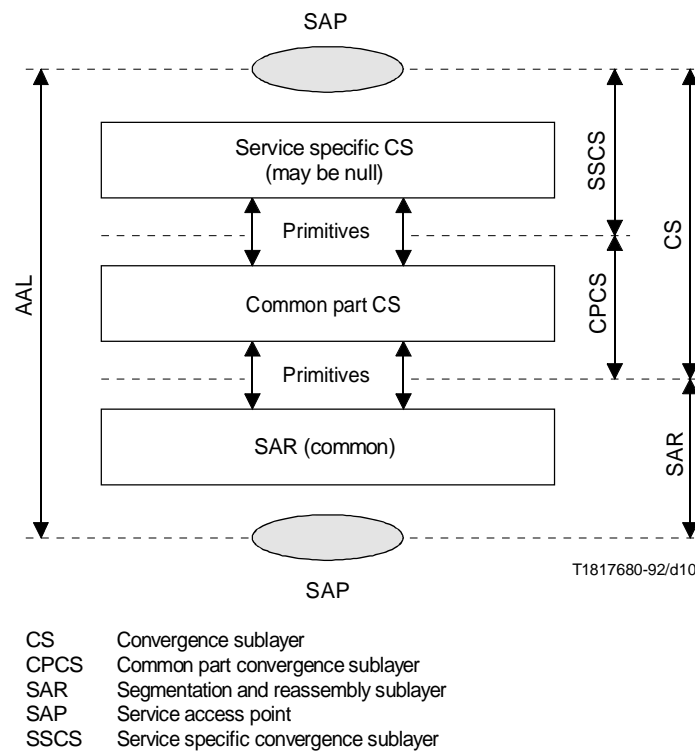 SAP
Service specific CS
(may be null)
SSCS
Primitives
CS
AAL
Common part CS
CPCS
Primitives
SAR (common)
SAR
T1817680-92/d10
SAP
CS Convergence sublayer
CPCS Common part convergence sublayer
SAR Segmentation and reassembly sublayer
SAP Service access point
SSCS Service specific convergence sublayer